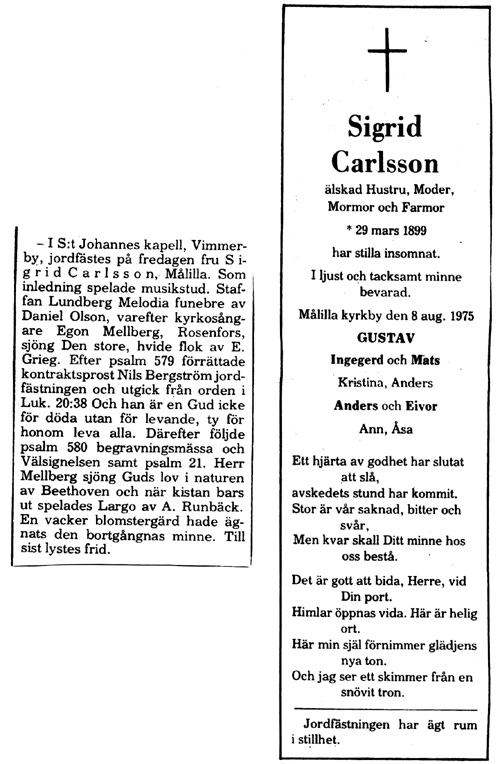 – I S:t Johannes kapell, Vimmer-
by, jordfästes på fredagen fru S i-
g r i d C a r l s s o n, Målilla. Som
inledning spelade musikstud. Staf-
fan Lundberg Melodia funebre av
Daniel Olson, varefter kyrkosång-
are Egon Mellberg, Rosenfors,
sjöng Den store, hvide flok av E.
Grieg. Efter psalm 579 förrättade
kontraktsprost Nils Bergström jord-
fästningen och utgick från orden i
Luk. 20:38 Och han är en Gud icke
för döda utan för levande, ty för
honom leva alla. Därefter följde
psalm 580 begravningsmässa och
Välsignelsen samt psalm 21. Herr
Mellberg sjöng Guds lov i naturen
av Beethoven och när kistan bars
ut spelades Largo av A. Runbäck.
En vacker blomstergärd hade äg-
nats den bortgångnas minne. Till
sist lystes frid.
Sigrid
Carlsson
älskad Hustru, Moder,
Mormor och Farmor
* 29 mars 1899
har stilla insomnat.
I ljust och tacksamt minne
bevarad.
Målilla kyrkby den 8 aug. 1975
GUSTAV
Ingegerd och Mats
Kristina, Anders
Anders och Eivor
Ann, Åsa
Ett hjärta av godhet har slutat
att slå,
avskedets stund har kommit.
Stor är vår saknad, bitter och
svår,
Men kvar skall Ditt minne hos
oss bestå.
Det är gott att bida, Herre, vid
Din port.
Himlar öppnas vida. Här är helig
ort.
Här min själ förnimmer glädjens
nya ton.
Och jag ser ett skimmer från en
snövit tron.
Jordfästningen har ägt rum
i stillhet.